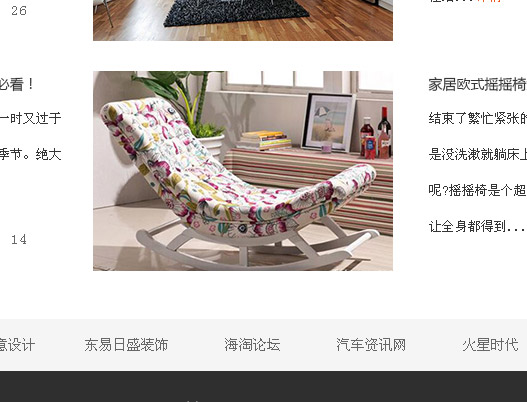 26
必看！
一时又过于
季节。绝大
14
家居欧式摇摇椅
结束了繁忙紧张的
是没洗漱就躺床上
呢?摇摇椅是个超
让全身都得到...
意设计 东易日盛装饰 海淘论坛 汽车资讯网 火星时代